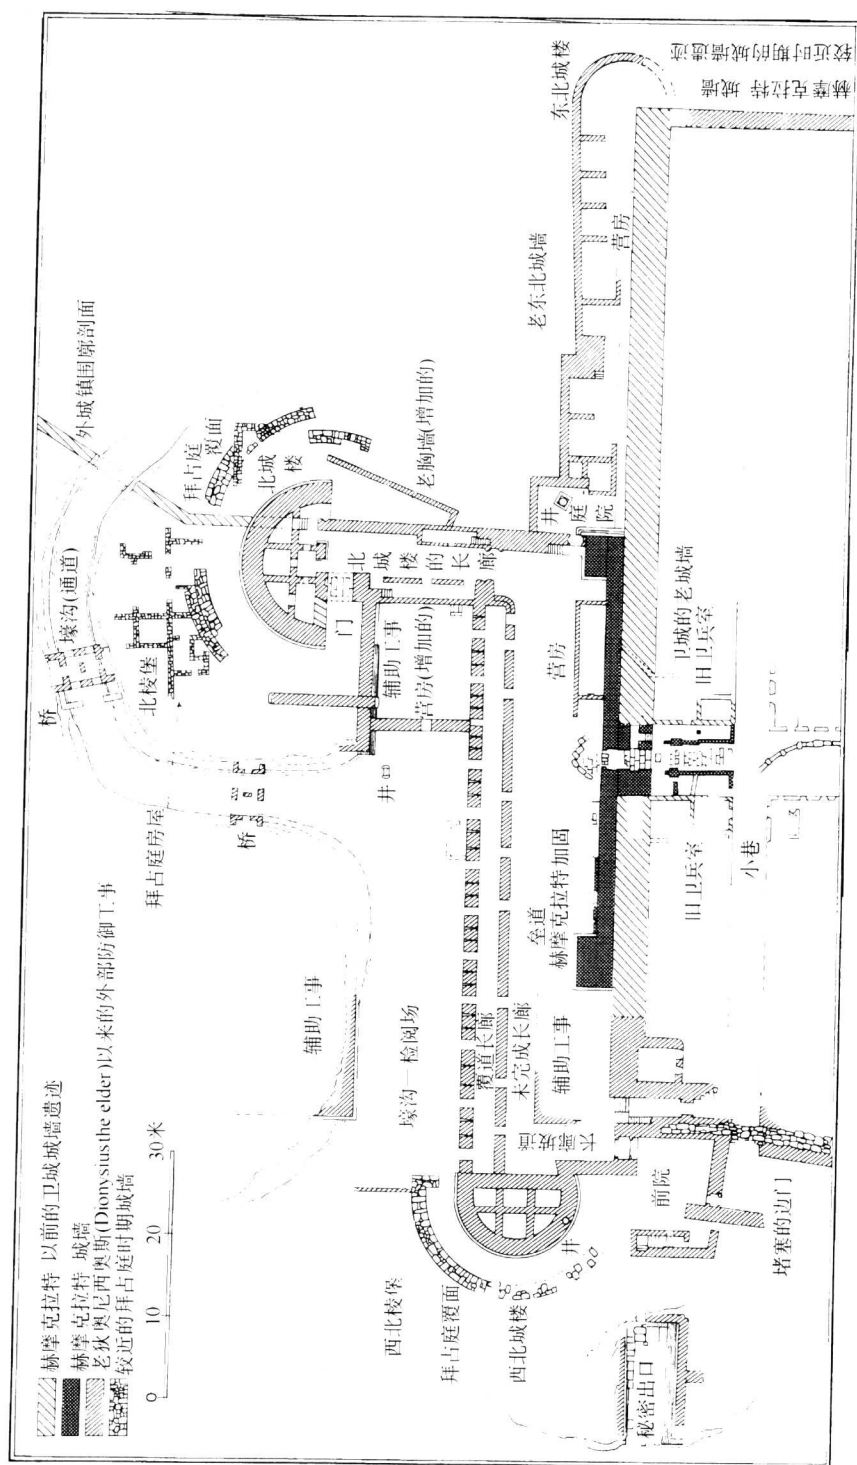 赫摩克拉特 以前的卫城城墙遗迹
赫摩克拉特 城墙
老狄奥尼西奥斯(Dionysius the elder)以来的外部防御工事
较近的拜占庭时期城墙
0 10 20 30 米
桥
壕沟(通道)
外城镇围廓剖面
北棱堡
拜占庭
覆面
北城
楼
拜占庭房屋
桥
门
北城楼的长廊
老胸墙(增加的)
辅助工事
营房(增加的)
井
辅助工事
壕沟—检阅场
覆道长廊
未完成长廊
辅助工事
长廊坡道
西北棱堡
拜占庭覆面
西北城楼
井
秘密出口
前院
堵塞的边门
垒道
赫摩克拉特加固
营房
井
庭
院
老东北城墙
营房
东北城楼
赫摩克拉特 城 墙
较近时期的城墙遗迹
卫城的老城墙
旧卫兵室
旧卫兵室
小巷